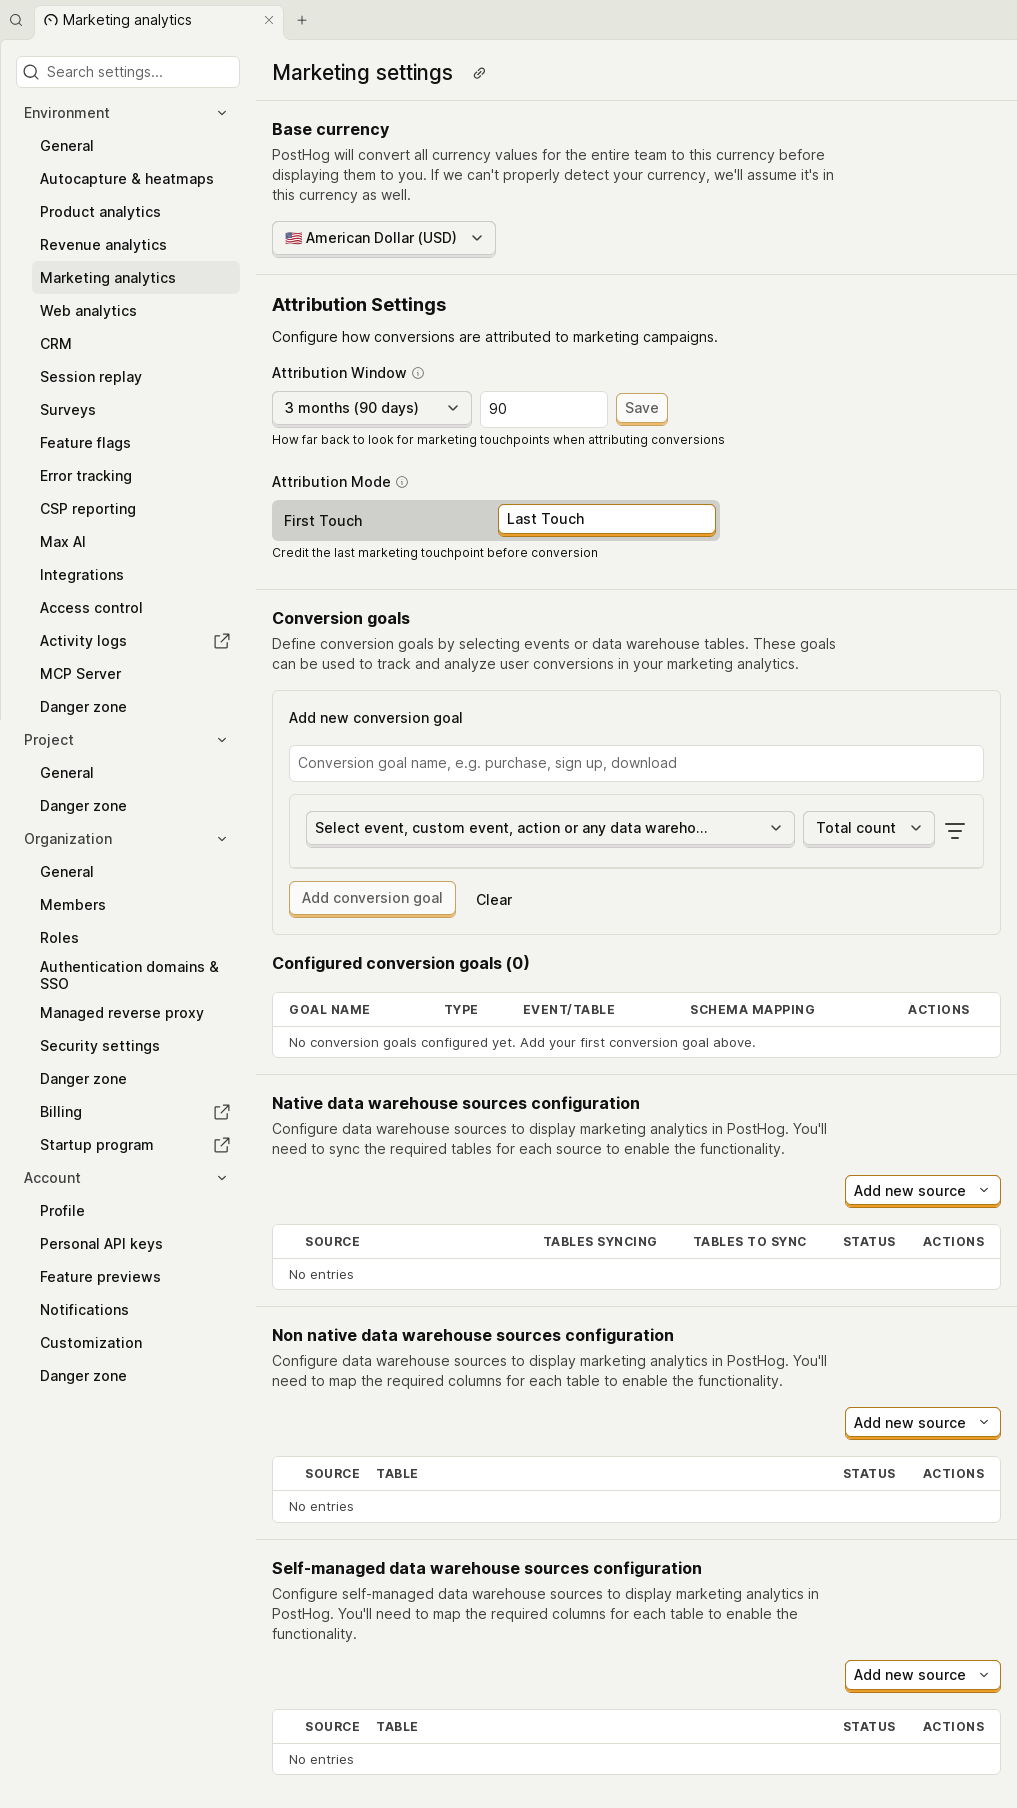 Marketing analytics
Search settings...
Environment
General
Autocapture & heatmaps
Product analytics
Revenue analytics
Marketing analytics
Web analytics
CRM
Session replay
Surveys
Feature flags
Error tracking
CSP reporting
Max AI
Integrations
Access control
Activity logs
MCP Server
Danger zone
Project
General
Danger zone
Organization
General
Members
Roles
Authentication domains &
SSO
Managed reverse proxy
Security settings
Danger zone
Billing
Startup program
Account
Profile
Personal API keys
Feature previews
Notifications
Customization
Danger zone
Marketing settings
Base currency
PostHog will convert all currency values for the entire team to this currency before
displaying them to you. If we can't properly detect your currency, we'll assume it's in
this currency as well.
🇺🇸 American Dollar (USD)
Attribution Settings
Configure how conversions are attributed to marketing campaigns.
Attribution Window
3 months (90 days) 90 Save
How far back to look for marketing touchpoints when attributing conversions
Attribution Mode
First Touch Last Touch
Credit the last marketing touchpoint before conversion
Conversion goals
Define conversion goals by selecting events or data warehouse tables. These goals
can be used to track and analyze user conversions in your marketing analytics.
Add new conversion goal
Conversion goal name, e.g. purchase, sign up, download
Select event, custom event, action or any data wareho... Total count
Add conversion goal Clear
Configured conversion goals (0)
GOAL NAME TYPE EVENT/TABLE SCHEMA MAPPING ACTIONS
No conversion goals configured yet. Add your first conversion goal above.
Native data warehouse sources configuration
Configure data warehouse sources to display marketing analytics in PostHog. You'll
need to sync the required tables for each source to enable the functionality.
Add new source
SOURCE TABLES SYNCING TABLES TO SYNC STATUS ACTIONS
No entries
Non native data warehouse sources configuration
Configure data warehouse sources to display marketing analytics in PostHog. You'll
need to map the required columns for each table to enable the functionality.
Add new source
SOURCE TABLE STATUS ACTIONS
No entries
Self-managed data warehouse sources configuration
Configure self-managed data warehouse sources to display marketing analytics in
PostHog. You'll need to map the required columns for each table to enable the
functionality.
Add new source
SOURCE TABLE STATUS ACTIONS
No entries